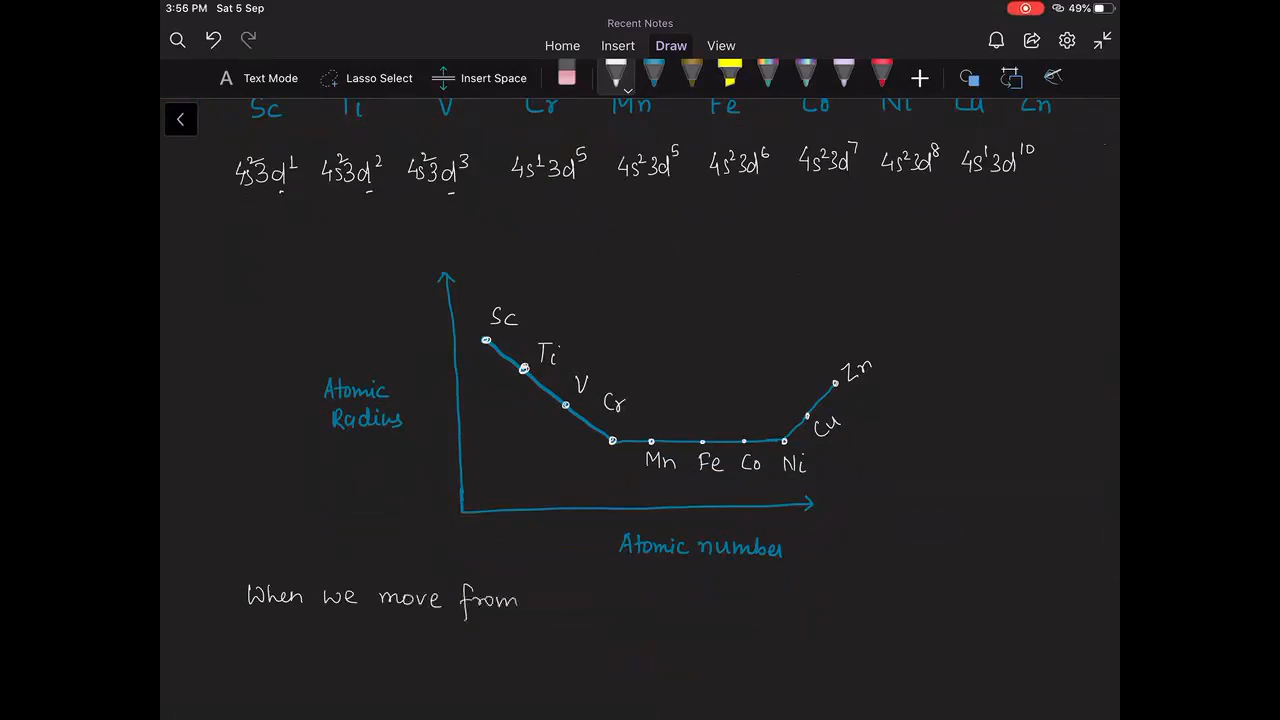 3:56 PM Sat 5 Sep
49%
Recent Notes
Home Insert Draw View
Text Mode Lasso Select Insert Space
Sc Ti V Cr Mn Fe Co Ni Cu Zn
4s²3d¹ 4s²3d² 4s²3d³ 4s¹3d⁵ 4s²3d⁵ 4s²3d⁶ 4s²3d⁷ 4s²3d⁸ 4s¹3d¹⁰
Sc
Ti
V
Cr
Zn
Cu
Mn Fe Co Ni
Atomic
Radius
Atomic number
When we move from